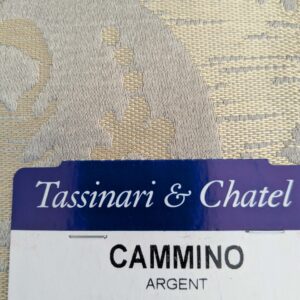 Tassinari & Chatel
CAMMINO
ARGENT